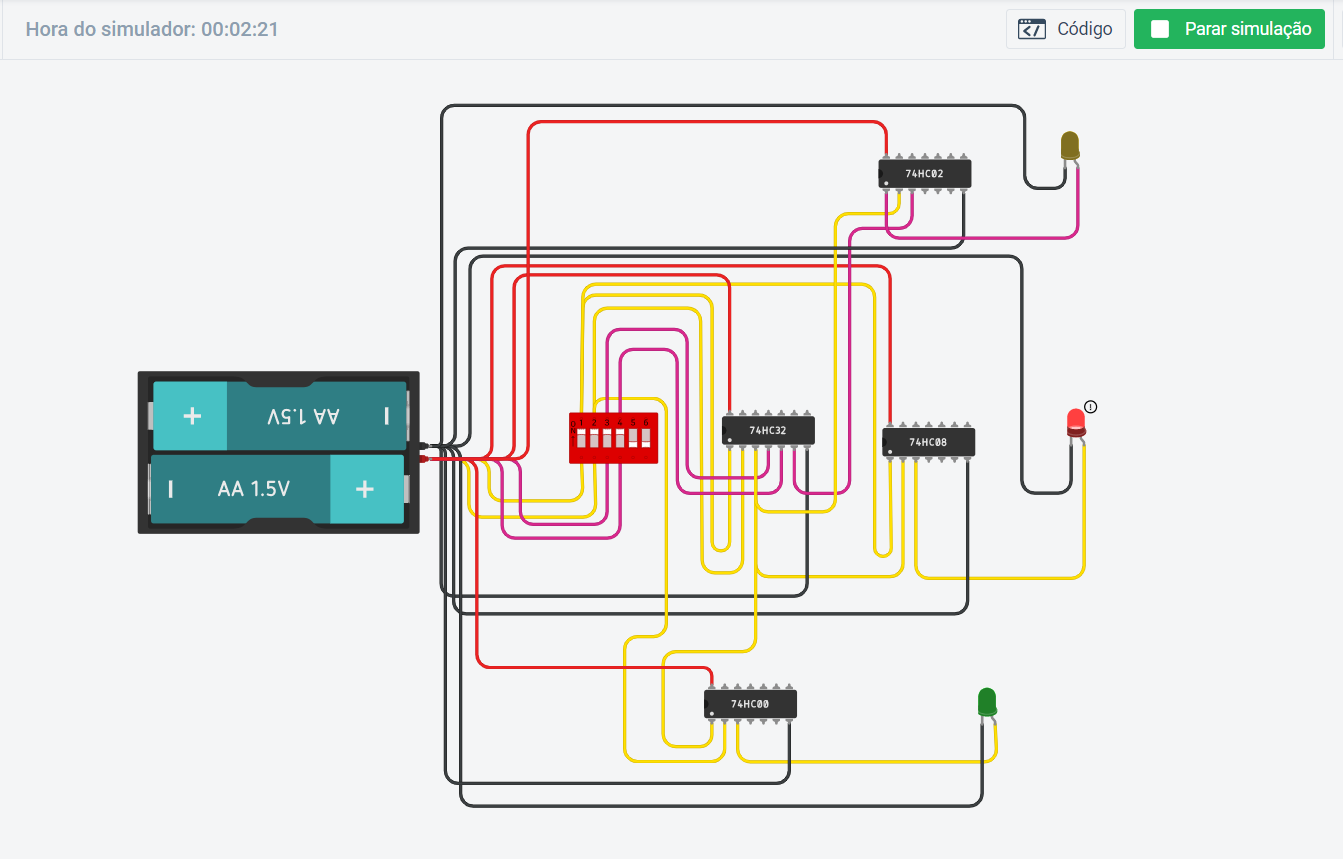 Hora do simulador: 00:02:21
Código
Parar simulação
74HC02
AA 1.5V
1 2 3 4 5 6
74HC32
74HC08
AA 1.5V
74HC00